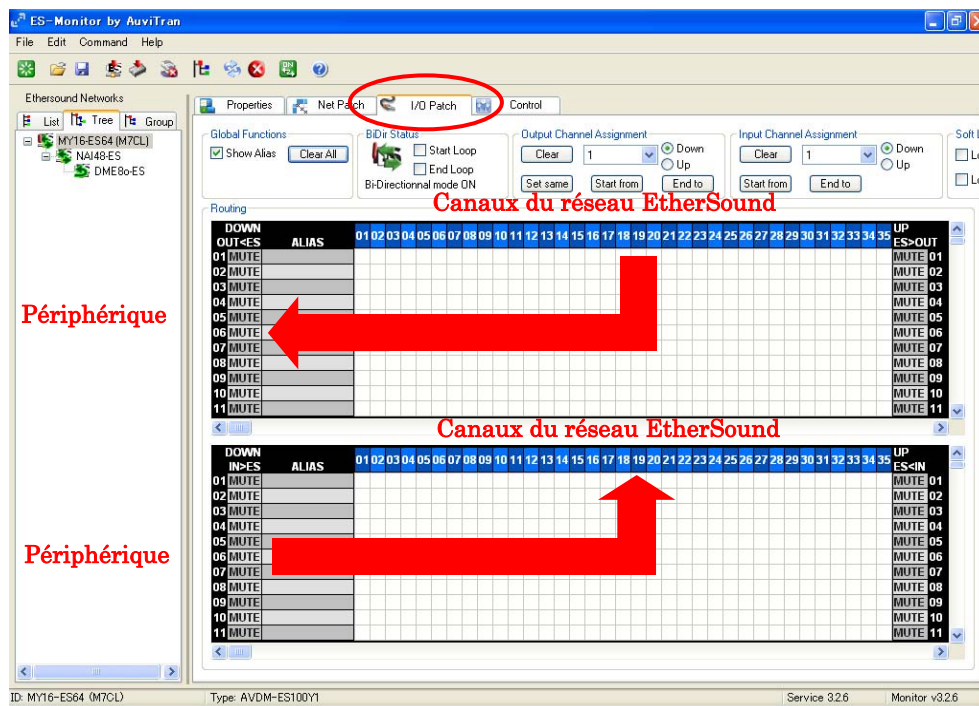 ES-Monitor by AuviTran
File Edit Command Help
Ethersound Networks
List Tree Group
MY16-ES64 (M7CL)
NAI48-ES
DME8o-ES
Properties Net Patch I/O Patch Control
Global Functions
Show Alias Clear All
BiDir Status
Start Loop
End Loop
Bi-Directionnal mode ON
Output Channel Assignment
Clear 1 Down
Up
Set same Start from End to
Input Channel Assignment
Clear 1 Down
Up
Start from End to
Soft
Routing
Canaux du réseau EtherSound
DOWN UP
OUT<ES ALIAS 01 02 03 04 05 06 07 08 09 10 11 12 13 14 15 16 17 18 19 20 21 22 23 24 25 26 27 28 29 30 31 32 33 34 35 ES>OUT
01 MUTE MUTE 01
02 MUTE MUTE 02
03 MUTE MUTE 03
04 MUTE MUTE 04
05 MUTE MUTE 05
06 MUTE MUTE 06
07 MUTE MUTE 07
08 MUTE MUTE 08
09 MUTE MUTE 09
10 MUTE MUTE 10
11 MUTE MUTE 11
Périphérique
Canaux du réseau EtherSound
DOWN UP
IN>ES ALIAS 01 02 03 04 05 06 07 08 09 10 11 12 13 14 15 16 17 18 19 20 21 22 23 24 25 26 27 28 29 30 31 32 33 34 35 ES<IN
01 MUTE MUTE 01
02 MUTE MUTE 02
03 MUTE MUTE 03
04 MUTE MUTE 04
05 MUTE MUTE 05
06 MUTE MUTE 06
07 MUTE MUTE 07
08 MUTE MUTE 08
09 MUTE MUTE 09
10 MUTE MUTE 10
11 MUTE MUTE 11
Périphérique
ID: MY16-ES64 (M7CL) Type: AVDM-ES100Y1 Service 3.2.6 Monitor v3.2.6